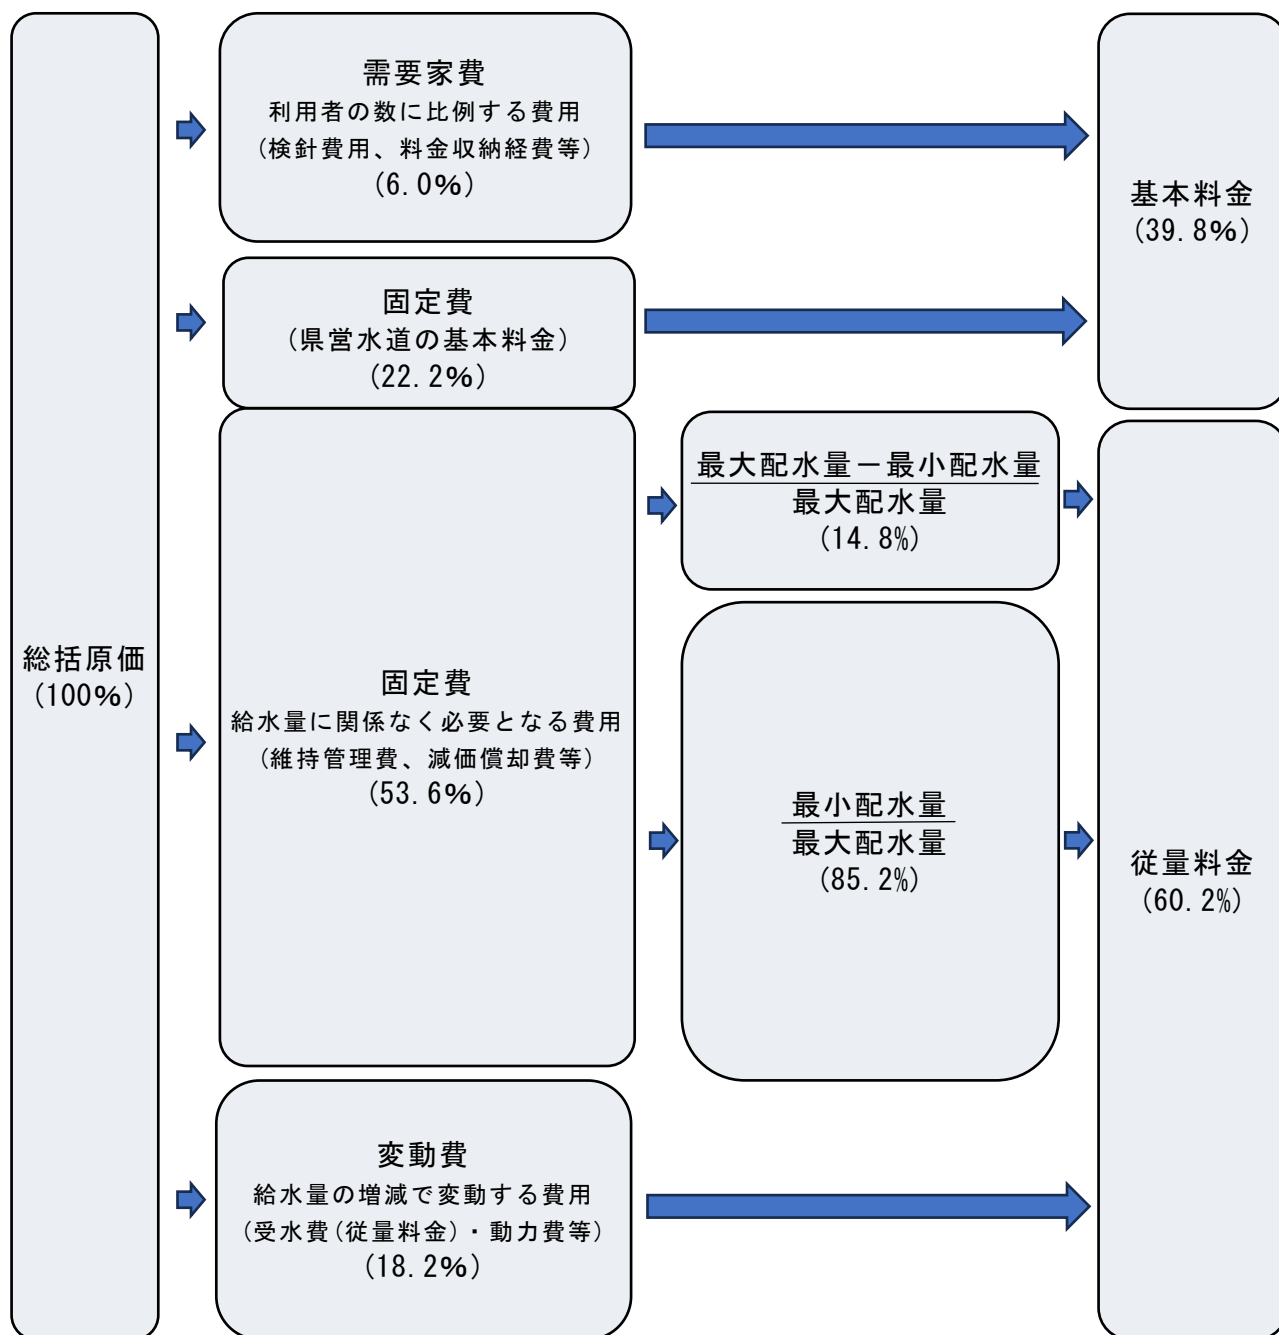 総括原価
(100%)
需要家費
利用者の数に比例する費用
(検針費用、料金収納経費等)
(6.0%)
固定費
(県営水道の基本料金)
(22.2%)
固定費
給水量に関係なく必要となる費用
(維持管理費、減価償却費等)
(53.6%)
変動費
給水量の増減で変動する費用
(受水費(従量料金)・動力費等)
(18.2%)
最大配水量－最小配水量
最大配水量
(14.8%)
最小配水量
最大配水量
(85.2%)
基本料金
(39.8%)
従量料金
(60.2%)